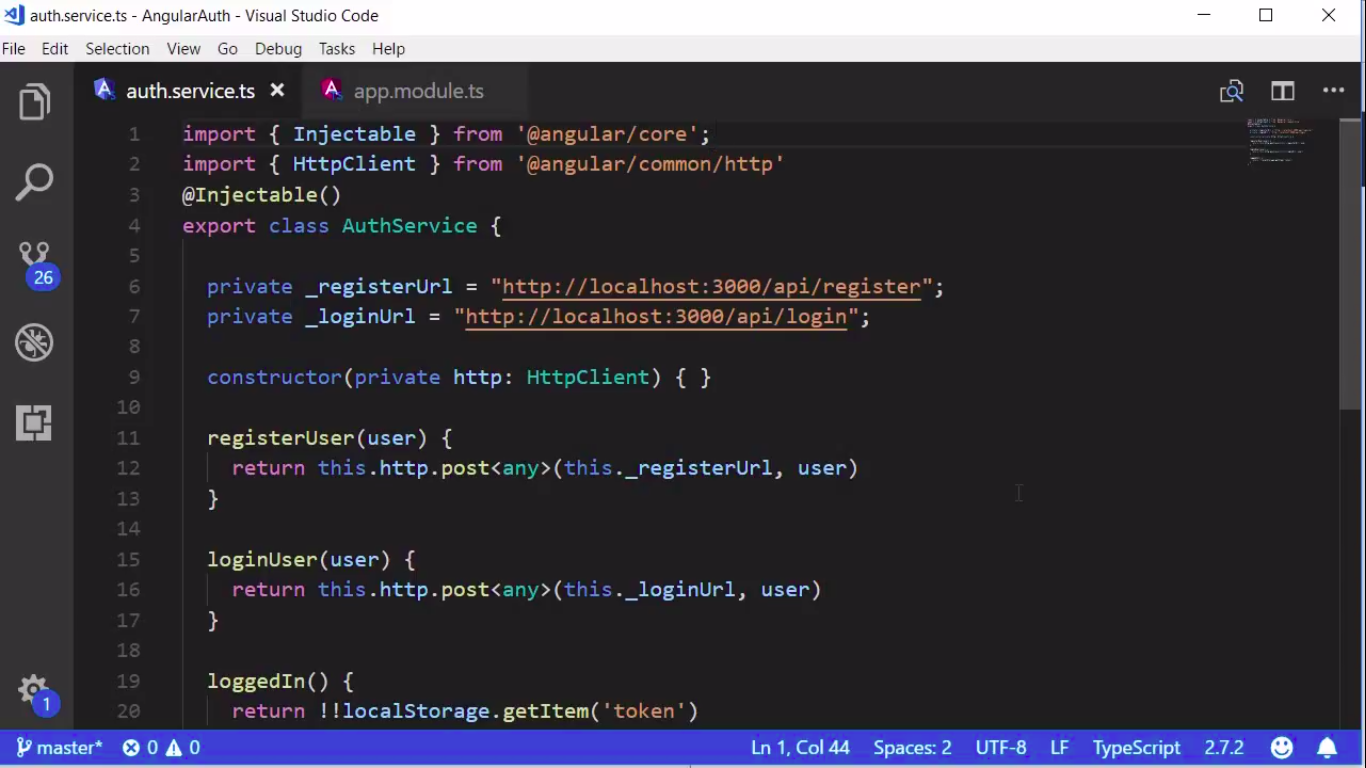 auth.service.ts - AngularAuth - Visual Studio Code
File Edit Selection View Go Debug Tasks Help
auth.service.ts app.module.ts
1 import { Injectable } from '@angular/core';
2 import { HttpClient } from '@angular/common/http'
3 @Injectable()
4 export class AuthService {
5
6 private _registerUrl = "http://localhost:3000/api/register";
7 private _loginUrl = "http://localhost:3000/api/login";
8
9 constructor(private http: HttpClient) { }
10
11 registerUser(user) {
12 return this.http.post<any>(this._registerUrl, user)
13 }
14
15 loginUser(user) {
16 return this.http.post<any>(this._loginUrl, user)
17 }
18
19 loggedIn() {
20 return !!localStorage.getItem('token')
26
1
master* 0 0 Ln 1, Col 44 Spaces: 2 UTF-8 LF TypeScript 2.7.2